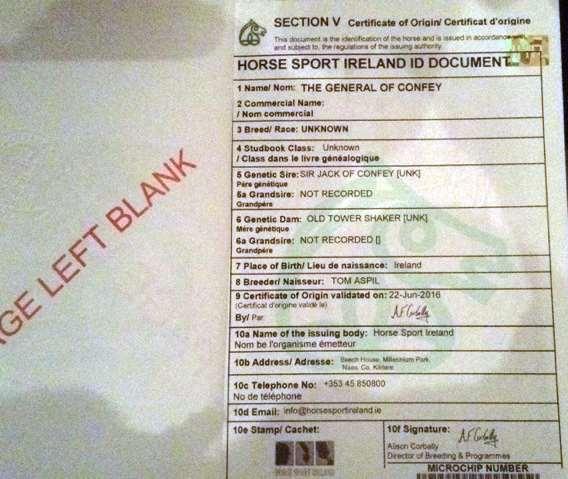 SECTION V Certificate of Origin/ Certificat d'origine
This document is the identification of the horse and is issued in accordance
and subject to, the regulations of the issuing authority.
HORSE SPORT IRELAND ID DOCUMENT
1 Name/ Nom: THE GENERAL OF CONFEY
2 Commercial Name:
/ Nom commercial
3 Breed/ Race: UNKNOWN
4 Studbook Class: Unknown
/ Class dans le livre généalogique
5 Genetic Sire: SIR JACK OF CONFEY [UNK]
Père génétique
5a Grandsire: NOT RECORDED
Grandpère
6 Genetic Dam: OLD TOWER SHAKER [UNK]
Mère génétique
6a Grandsire: NOT RECORDED []
Grandpère
7 Place of Birth/ Lieu de naissance: Ireland
8 Breeder/ Naisseur: TOM ASPIL
9 Certificate of Origin validated on: 22-Jun-2016
(Certificat d'origine validé le)
By/ Par:
10a Name of the issuing body: Horse Sport Ireland
Nom be l'organisme émetteur
10b Address/ Adresse: Beech House, Millennium Park,
Naas, Co. Kildare
10c Telephone No: +353 45 850800
No de téléphone
10d Email: info@horsesportireland.ie
10e Stamp/ Cachet:
HORSE SPORT IRELAND
10f Signature:
Alison Corbally
Director of Breeding & Programmes
MICROCHIP NUMBER
GE LEFT BLANK